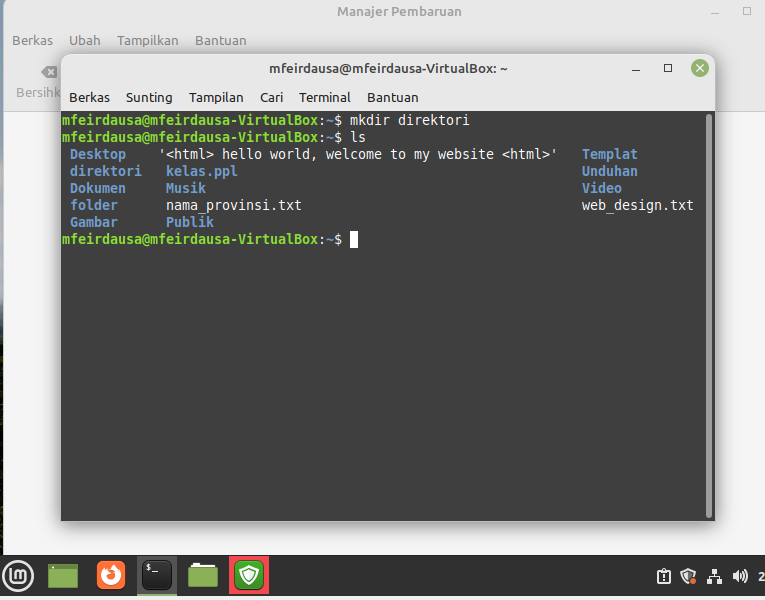 Manajer Pembaruan
Berkas Ubah Tampilkan Bantuan
Bersihk
mfeirdausa@mfeirdausa-VirtualBox: ~
Berkas Sunting Tampilan Cari Terminal Bantuan
mfeirdausa@mfeirdausa-VirtualBox:~$ mkdir direktori
mfeirdausa@mfeirdausa-VirtualBox:~$ ls
Desktop '<html> hello world, welcome to my website <html>' Templat
direktori kelas.ppl Unduhan
Dokumen Musik Video
folder nama_provinsi.txt web_design.txt
Gambar Publik
mfeirdausa@mfeirdausa-VirtualBox:~$
$_
2